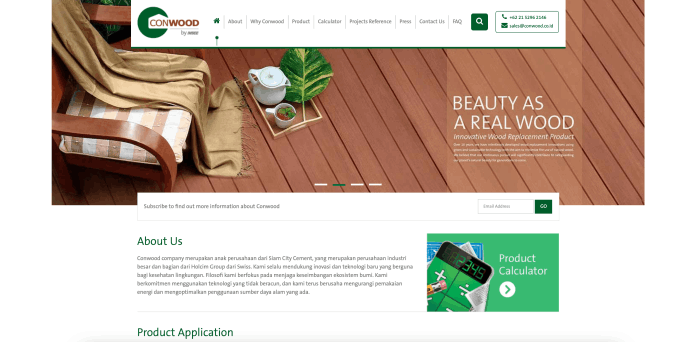 CONWOOD
by INSEE
About Why Conwood Product Calculator Projects Reference Press Contact Us FAQ
+62 21 5296 2146
sales@conwood.co.id
BEAUTY AS
A REAL WOOD
Innovative Wood Replacement Product
Subscribe to find out more information about Conwood
Email Address
GO
About Us
Conwood company merupakan anak perusahaan dari Siam City Cement, yang merupakan perusahaan industri
besar dan bagian dari Holcim Group dari Swiss. Kami selalu mendukung inovasi dan teknologi baru yang berguna
bagi kesehatan lingkungan. Filosofi kami berfokus pada menjaga keseimbangan ekosistem bumi. Kami
berkomitmen menggunakan teknologi yang tidak beracun, dan kami terus berusaha mengurangi pemakaian
energi dan mengoptimalkan penggunaan sumber daya alam yang ada.
Product
Calculator
Product Application